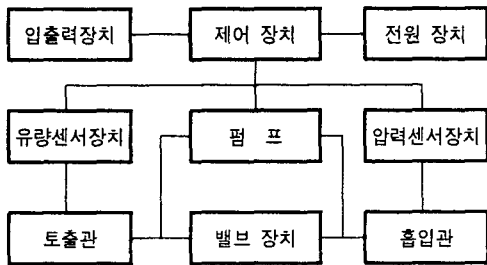 입출력장치
제어 장치
전원 장치
유량센서장치
펌 프
압력센서장치
토출관
밸브 장치
흡입관